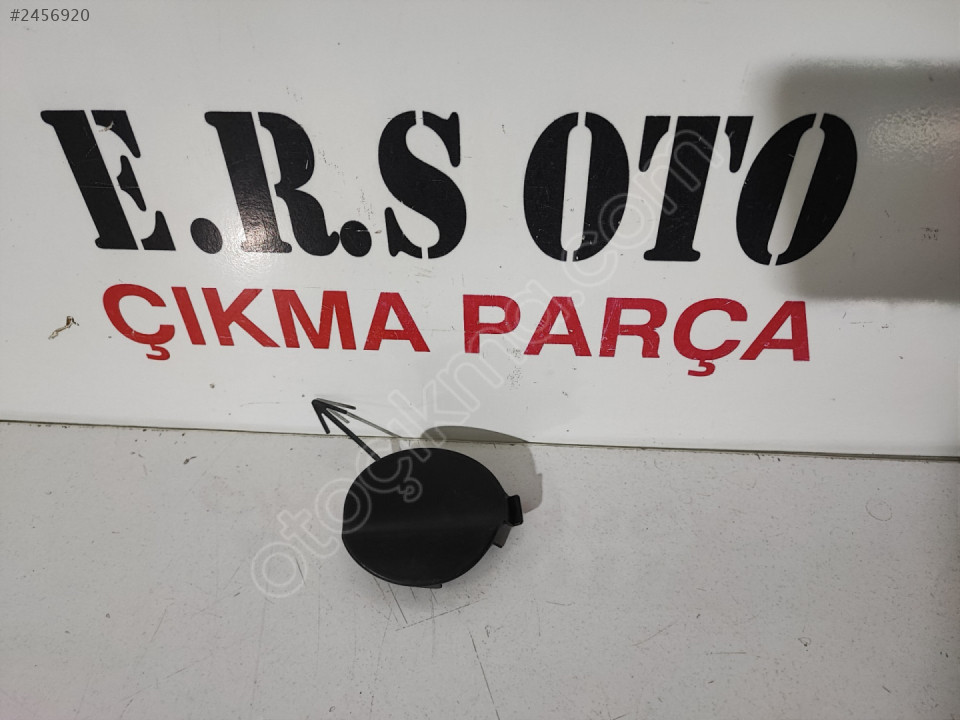 #2456920
E.R.S OTO
ÇIKMA PARÇA
otoçıkma.com